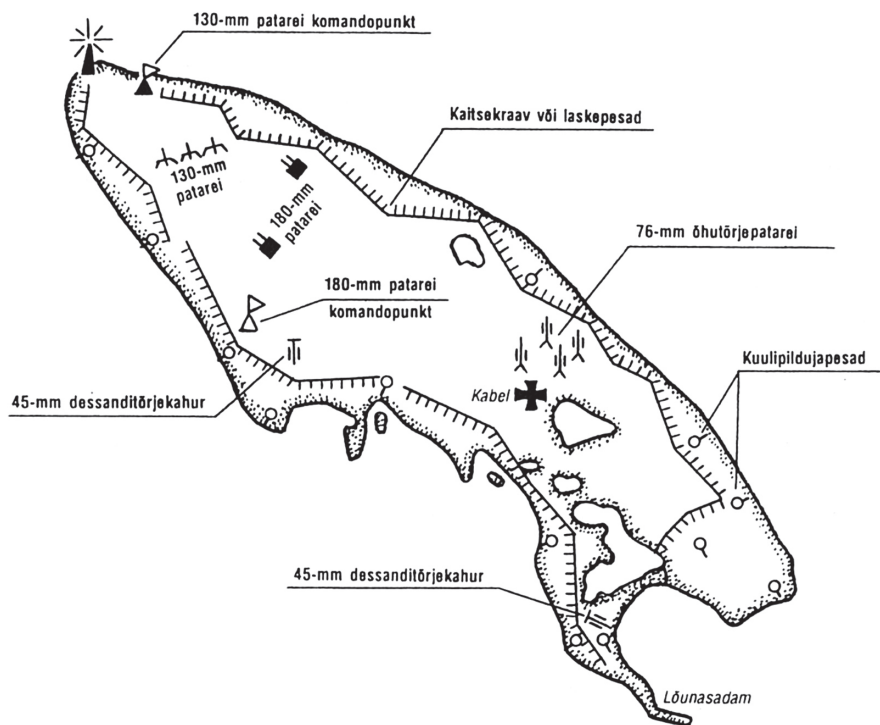 130-mm patarei komandopunkt
Kaitsekraav või laskepesad
130-mm
patarei
180-mm
patarei
76-mm õhutõrjepatarei
180-mm patarei
komandopunkt
Kuulipildujapesad
45-mm dessanditõrjekahur
Kabel
45-mm dessanditõrjekahur
Lõunasadam